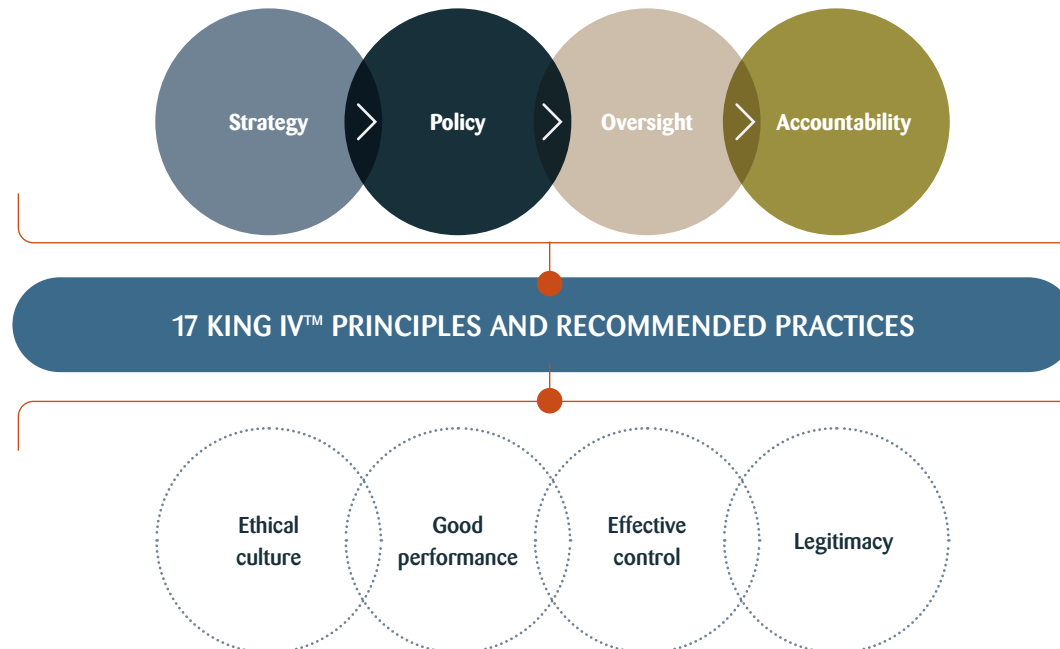 Strategy
Policy
Oversight
Accountability
17 KING IV™ PRINCIPLES AND RECOMMENDED PRACTICES
Ethical
culture
Good
performance
Effective
control
Legitimacy